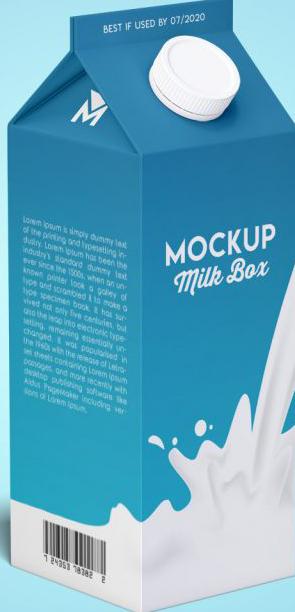 BEST IF USED BY 07/2020
M
MOCKUP
Milk Box
Lorem Ipsum is simply dummy text
of the printing and typesetting in-
dustry. Lorem Ipsum has been the
industry's standard dummy text
ever since the 1500s, when an un-
known printer took a galley of
type and scrambled it to make a
type specimen book. It has sur-
vived not only five centuries, but
also the leap into electronic type-
setting, remaining essentially un-
changed. It was popularised in
the 1960s with the release of Letra-
set sheets containing Lorem Ipsum
passages, and more recently with
desktop publishing software like
Aldus PageMaker including ver-
sions of Lorem Ipsum.